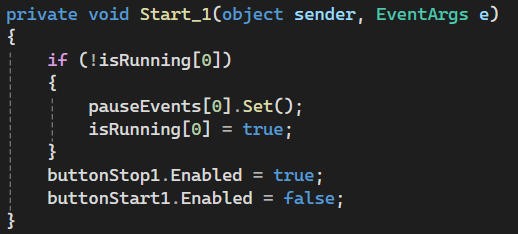 private void Start_1(object sender, EventArgs e)
{
    if (!isRunning[0])
    {
        pauseEvents[0].Set();
        isRunning[0] = true;
    }
    buttonStop1.Enabled = true;
    buttonStart1.Enabled = false;
}